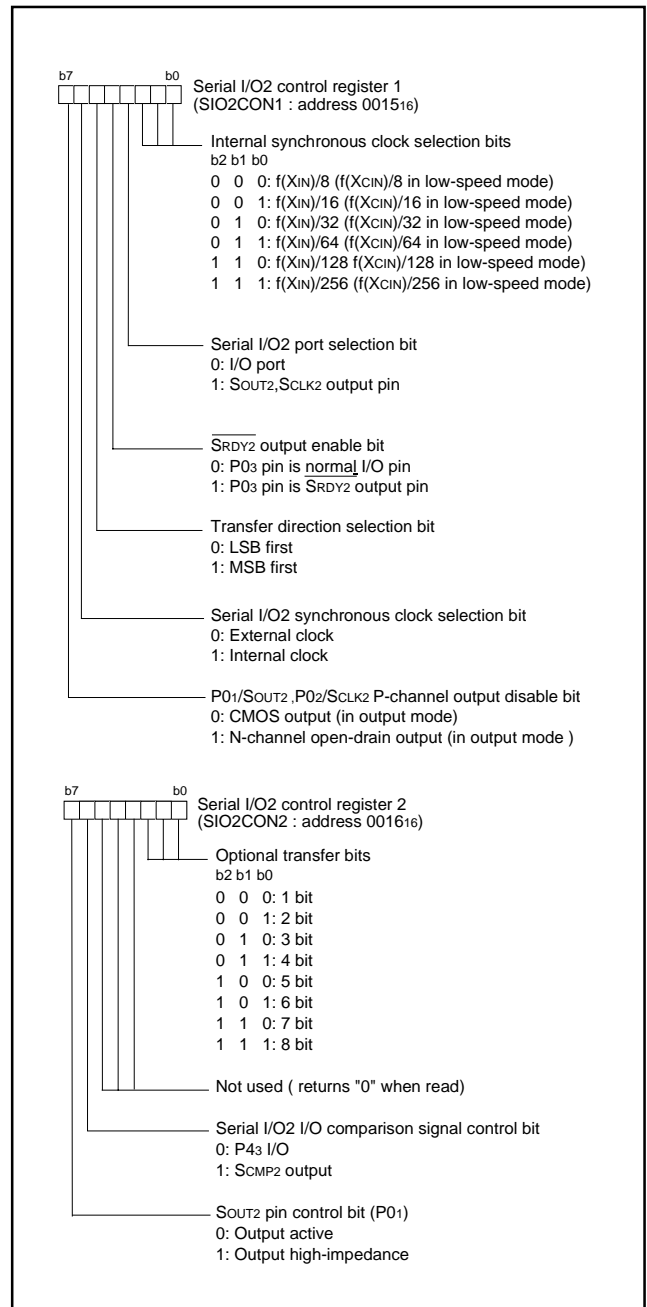 b7 b0
Serial I/O2 control register 1
(SIO2CON1 : address 0015₁₆)
Internal synchronous clock selection bits
b2 b1 b0
0 0 0: f(XIN)/8 (f(XCIN)/8 in low-speed mode)
0 0 1: f(XIN)/16 (f(XCIN)/16 in low-speed mode)
0 1 0: f(XIN)/32 (f(XCIN)/32 in low-speed mode)
0 1 1: f(XIN)/64 (f(XCIN)/64 in low-speed mode)
1 1 0: f(XIN)/128 f(XCIN)/128 in low-speed mode)
1 1 1: f(XIN)/256 (f(XCIN)/256 in low-speed mode)
Serial I/O2 port selection bit
0: I/O port
1: SOUT2,SCLK2 output pin
SRDY2 output enable bit
0: P0₃ pin is normal I/O pin
1: P0₃ pin is SRDY2 output pin
Transfer direction selection bit
0: LSB first
1: MSB first
Serial I/O2 synchronous clock selection bit
0: External clock
1: Internal clock
P0₁/SOUT2 ,P0₂/SCLK2 P-channel output disable bit
0: CMOS output (in output mode)
1: N-channel open-drain output (in output mode )
b7 b0
Serial I/O2 control register 2
(SIO2CON2 : address 0016₁₆)
Optional transfer bits
b2 b1 b0
0 0 0: 1 bit
0 0 1: 2 bit
0 1 0: 3 bit
0 1 1: 4 bit
1 0 0: 5 bit
1 0 1: 6 bit
1 1 0: 7 bit
1 1 1: 8 bit
Not used ( returns "0" when read)
Serial I/O2 I/O comparison signal control bit
0: P4₃ I/O
1: SCMP2 output
SOUT2 pin control bit (P0₁)
0: Output active
1: Output high-impedance